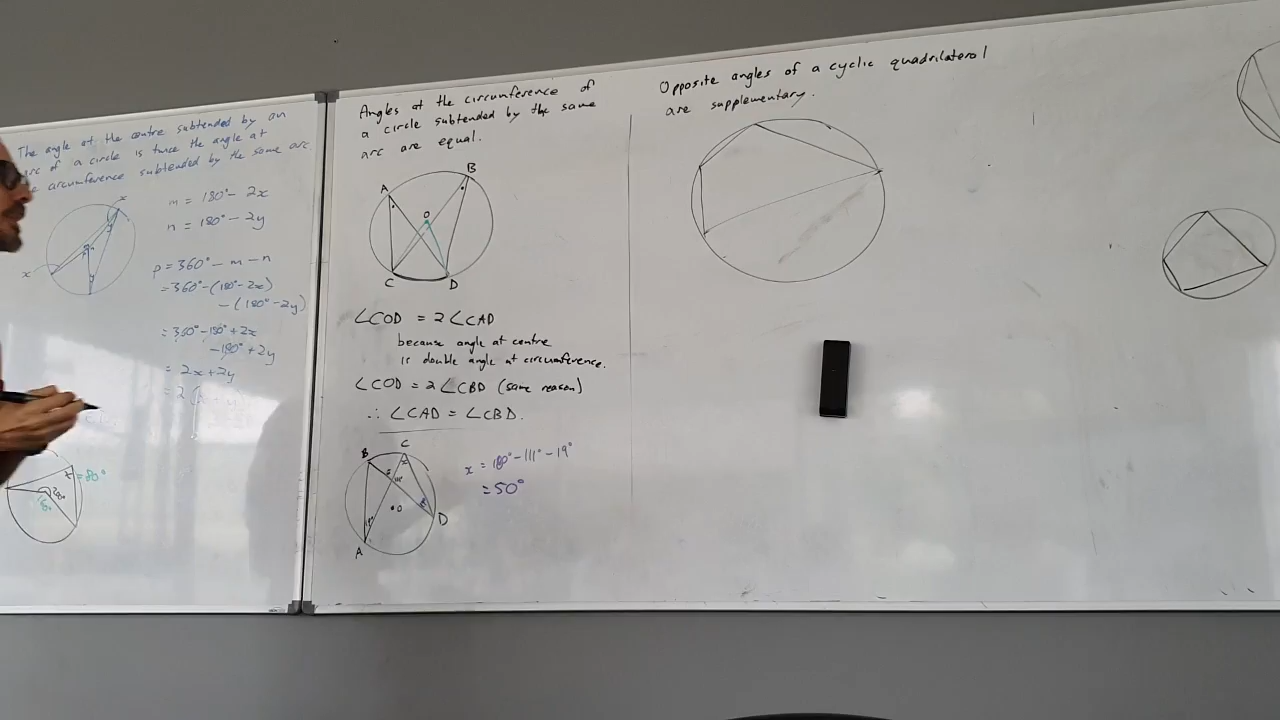 The angle at the centre subtended by an
arc of a circle is twice the angle at
circumference subtended by the same arc
x
x
y
m = 180° - 2x
n = 180° - 2y
p = 360° - m - n
= 360° - (180° - 2x)
- (180° - 2y)
= 360° - 180° + 2x
- 180° + 2y
= 2x + 2y
= 80°
Angles at the circumference of
a circle subtended by the same
arc are equal.
A
B
O
C
D
∠COD = 2∠CAD
because angle at centre
is double angle at circumference.
∠COD = 2∠CBD (same reason)
∴ ∠CAD = ∠CBD.
B
C
x
E
111°
19°
O
A
D
x = 180° - 111° - 19°
= 50°
Opposite angles of a cyclic quadrilateral
are supplementary.